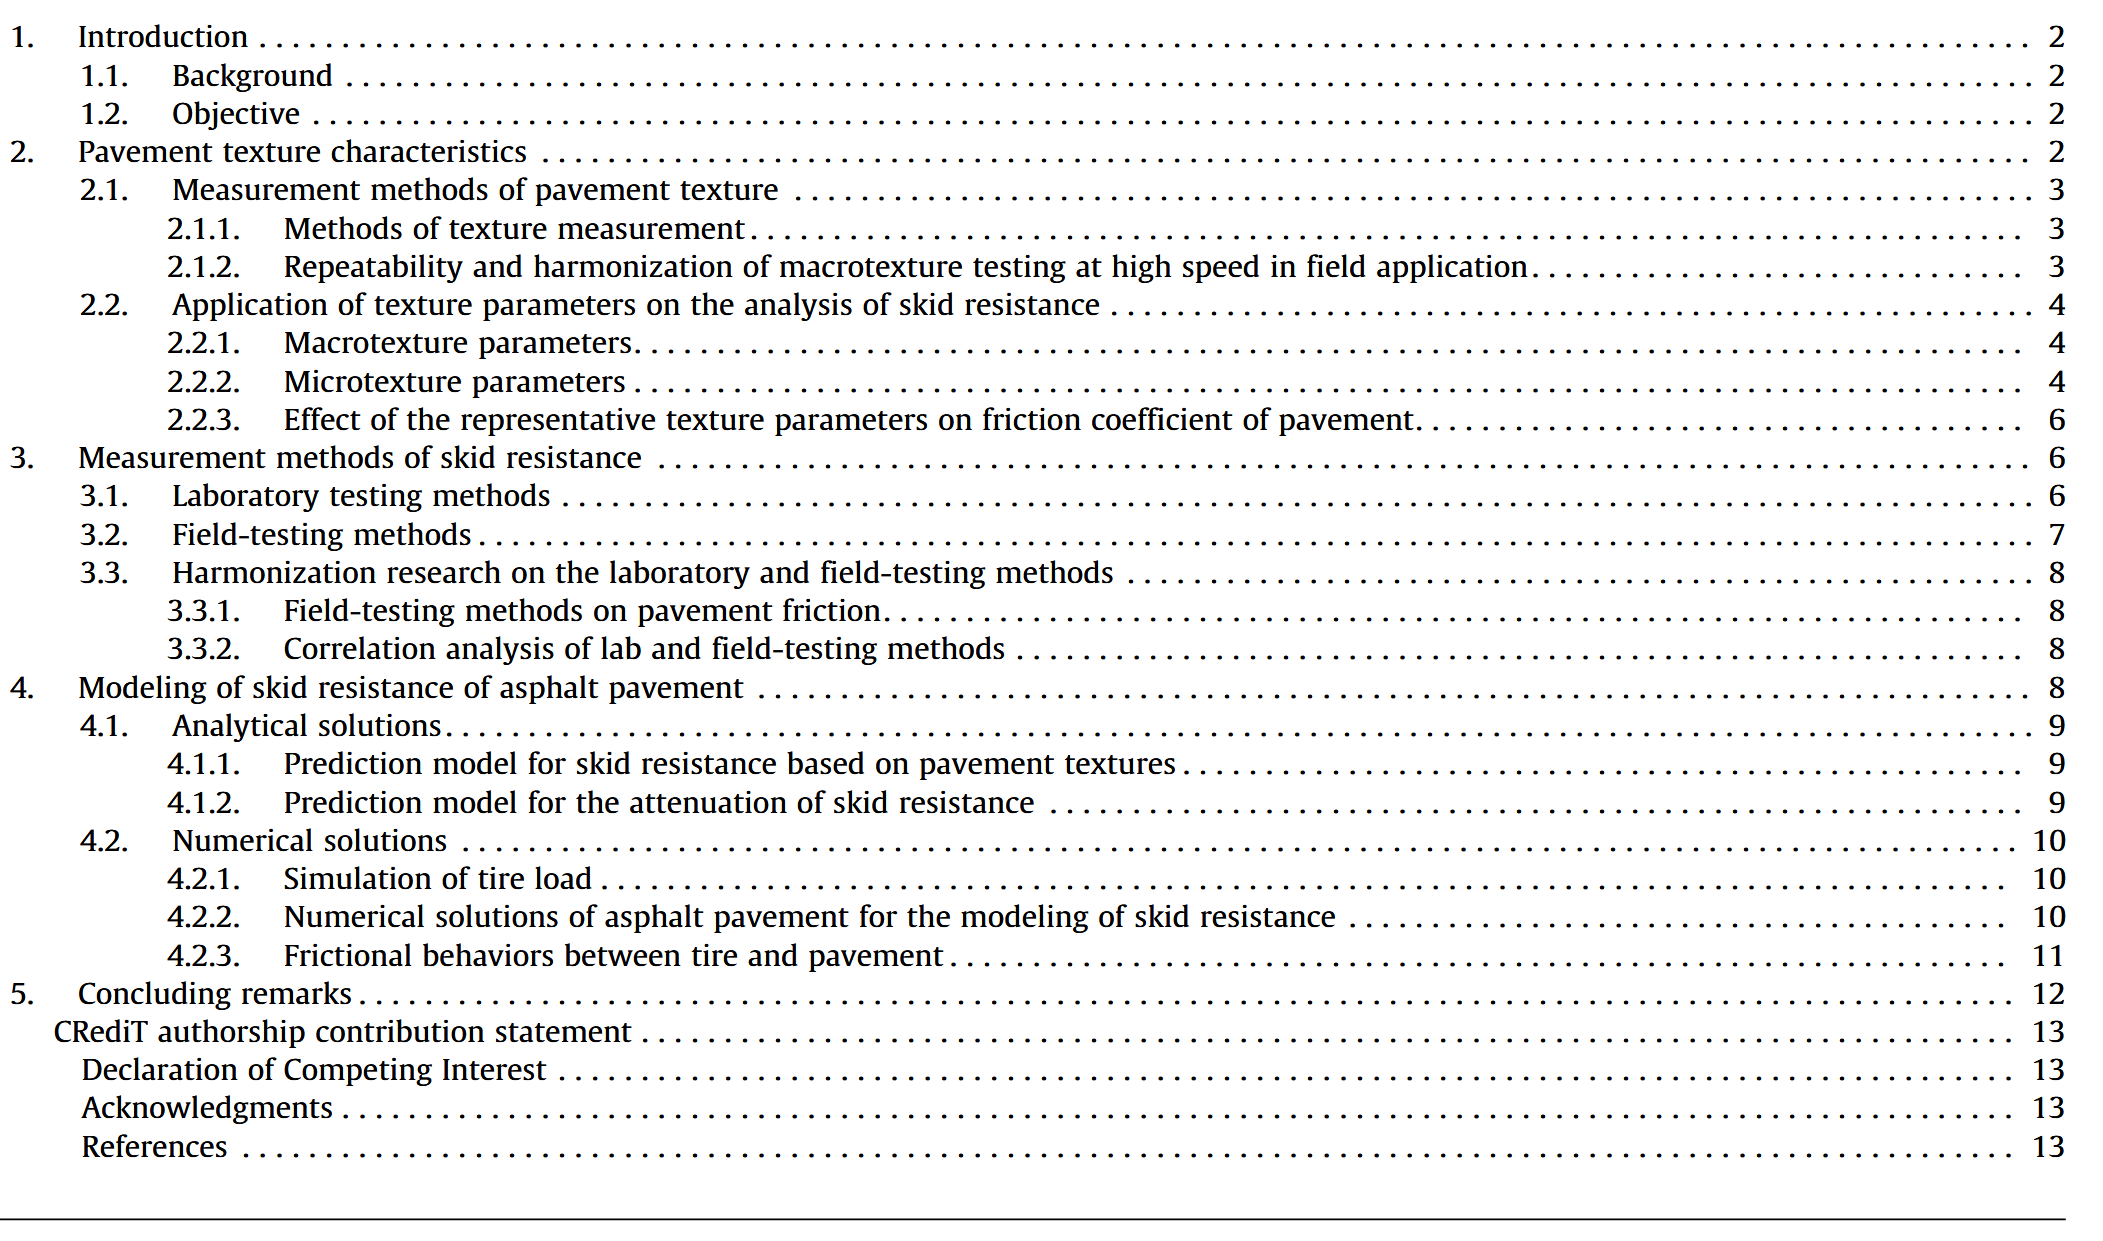 1. Introduction . . . . . . . . . . . . . . . . . . . . 2
1.1. Background . . . . . . . . . . . . . . . . . . . . 2
1.2. Objective . . . . . . . . . . . . . . . . . . . . 2
2. Pavement texture characteristics . . . . . . . . . . . . . . . . . . . . 2
2.1. Measurement methods of pavement texture . . . . . . . . . . . . . . . . . . . . 3
2.1.1. Methods of texture measurement . . . . . . . . . . . . . . . . . . . . 3
2.1.2. Repeatability and harmonization of macrotexture testing at high speed in field application . . . . . . . . . . . . . . . . . . . . 3
2.2. Application of texture parameters on the analysis of skid resistance . . . . . . . . . . . . . . . . . . . . 4
2.2.1. Macrotexture parameters . . . . . . . . . . . . . . . . . . . . 4
2.2.2. Microtexture parameters . . . . . . . . . . . . . . . . . . . . 4
2.2.3. Effect of the representative texture parameters on friction coefficient of pavement . . . . . . . . . . . . . . . . . . . . 6
3. Measurement methods of skid resistance . . . . . . . . . . . . . . . . . . . . 6
3.1. Laboratory testing methods . . . . . . . . . . . . . . . . . . . . 6
3.2. Field-testing methods . . . . . . . . . . . . . . . . . . . . 7
3.3. Harmonization research on the laboratory and field-testing methods . . . . . . . . . . . . . . . . . . . . 8
3.3.1. Field-testing methods on pavement friction . . . . . . . . . . . . . . . . . . . . 8
3.3.2. Correlation analysis of lab and field-testing methods . . . . . . . . . . . . . . . . . . . . 8
4. Modeling of skid resistance of asphalt pavement . . . . . . . . . . . . . . . . . . . . 8
4.1. Analytical solutions . . . . . . . . . . . . . . . . . . . . 9
4.1.1. Prediction model for skid resistance based on pavement textures . . . . . . . . . . . . . . . . . . . . 9
4.1.2. Prediction model for the attenuation of skid resistance . . . . . . . . . . . . . . . . . . . . 9
4.2. Numerical solutions . . . . . . . . . . . . . . . . . . . . 10
4.2.1. Simulation of tire load . . . . . . . . . . . . . . . . . . . . 10
4.2.2. Numerical solutions of asphalt pavement for the modeling of skid resistance . . . . . . . . . . . . . . . . . . . . 10
4.2.3. Frictional behaviors between tire and pavement . . . . . . . . . . . . . . . . . . . . 11
5. Concluding remarks . . . . . . . . . . . . . . . . . . . . 12
CRediT authorship contribution statement . . . . . . . . . . . . . . . . . . . . 13
Declaration of Competing Interest . . . . . . . . . . . . . . . . . . . . 13
Acknowledgments . . . . . . . . . . . . . . . . . . . . 13
References . . . . . . . . . . . . . . . . . . . . 13